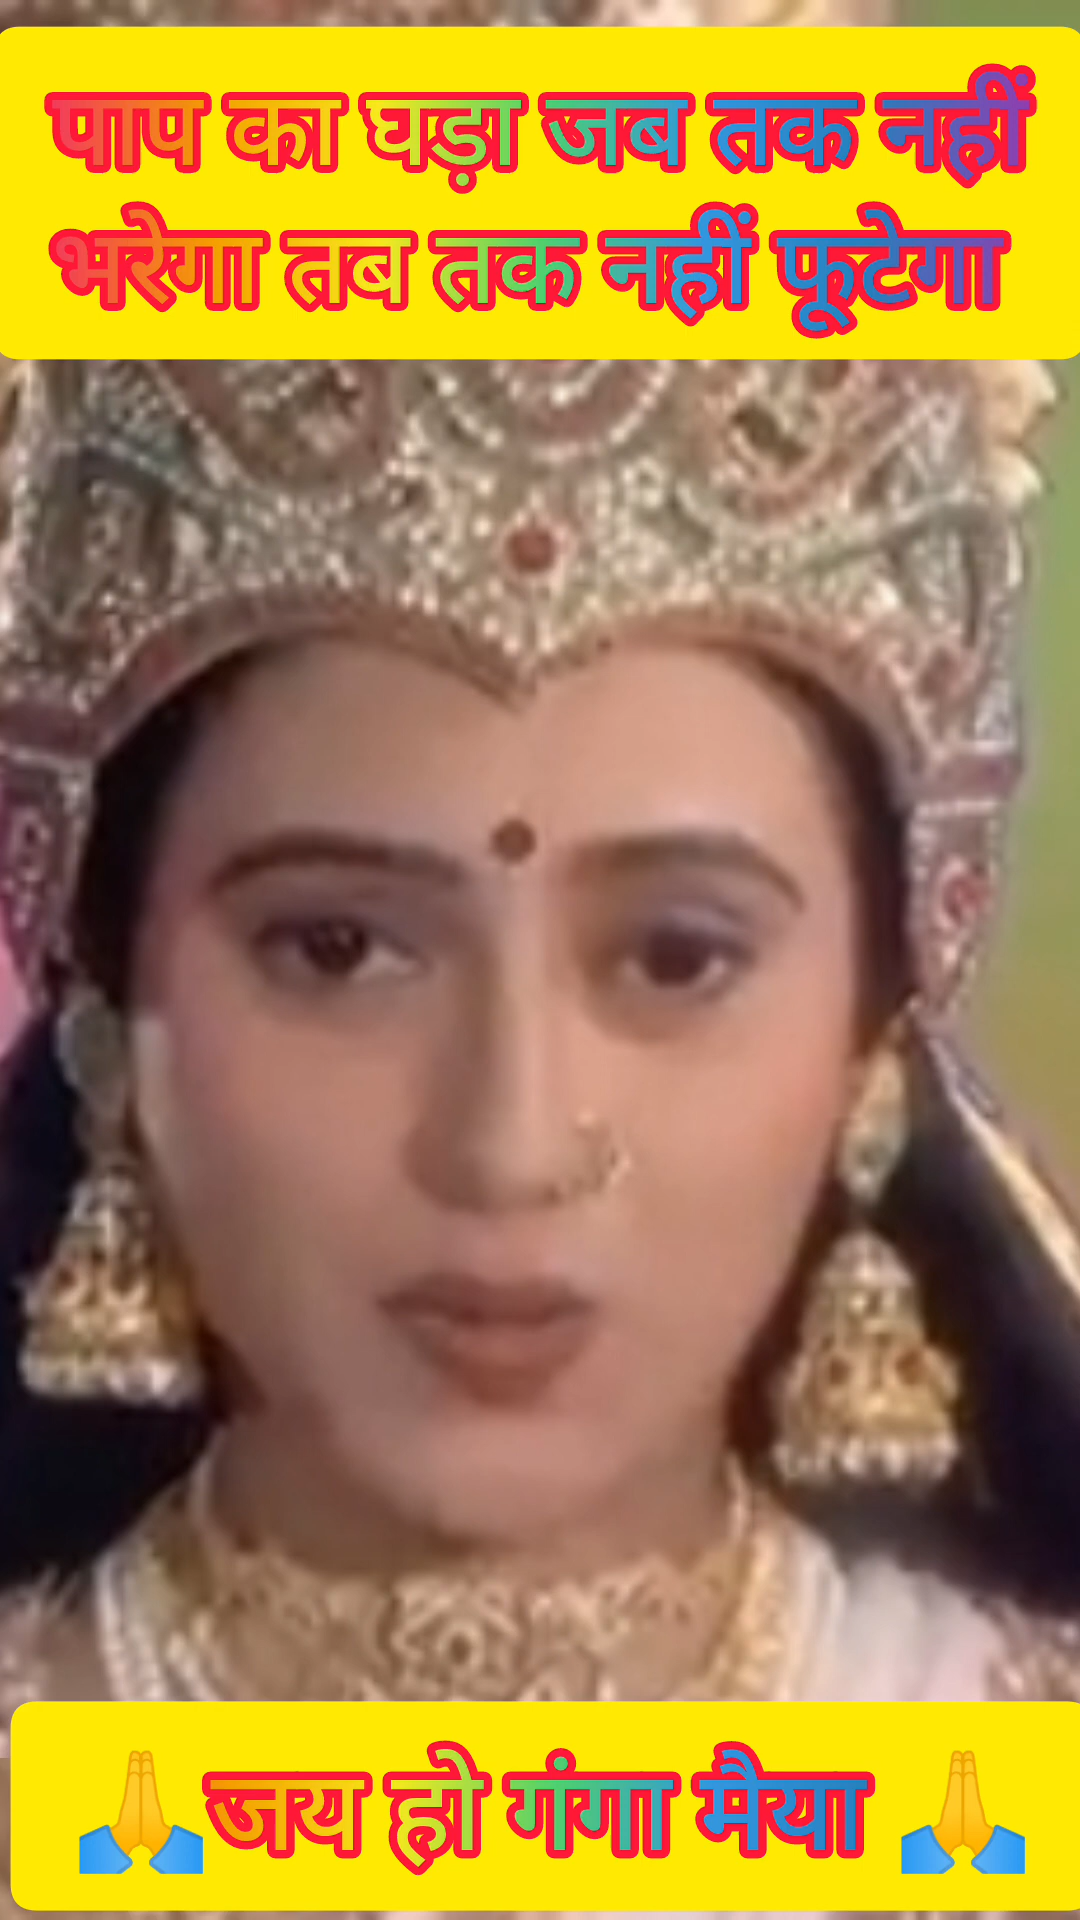 पाप का घड़ा जब तक नहीं
भरेगा तब तक नहीं फूटेगा
🙏जय हो गंगा मैया 🙏